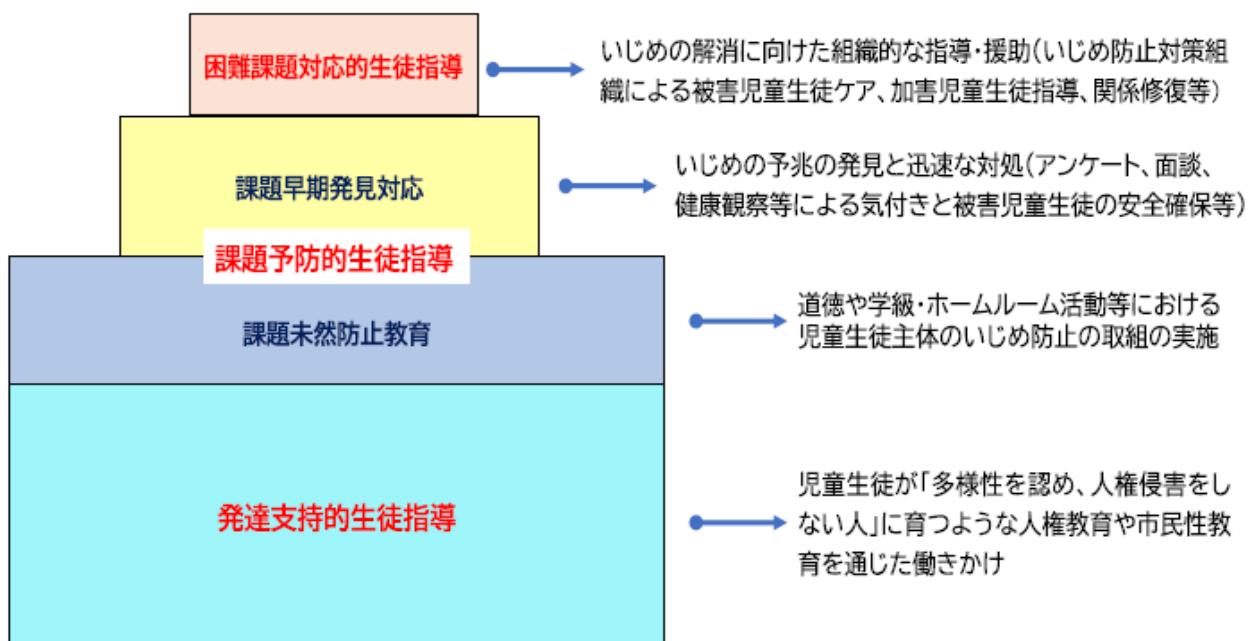 困難課題対応的生徒指導
いじめの解消に向けた組織的な指導・援助(いじめ防止対策組
織による被害児童生徒ケア、加害児童生徒指導、関係修復等)
課題早期発見対応
いじめの予兆の発見と迅速な対処(アンケート、面談、
健康観察等による気付きと被害児童生徒の安全確保等)
課題予防的生徒指導
課題未然防止教育
道徳や学級・ホームルーム活動等における
児童生徒主体のいじめ防止の取組の実施
発達支持的生徒指導
児童生徒が「多様性を認め、人権侵害をし
ない人」に育つような人権教育や市民性教
育を通じた働きかけ